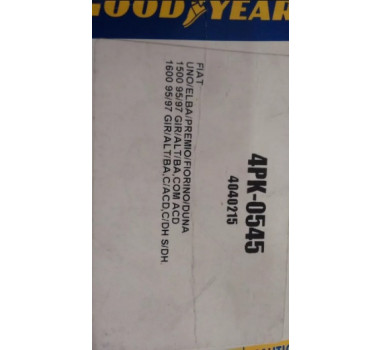 GOODYEAR
FIAT
UNO/ELBA/PREMIO/FIORINO/DUNA
1500 95/97 GIR/ALT/BA,COM ACD
1600 95/97 GIR/ALT/BA,C/ACD,C/DH S/DH.
4PK-0545
4040215